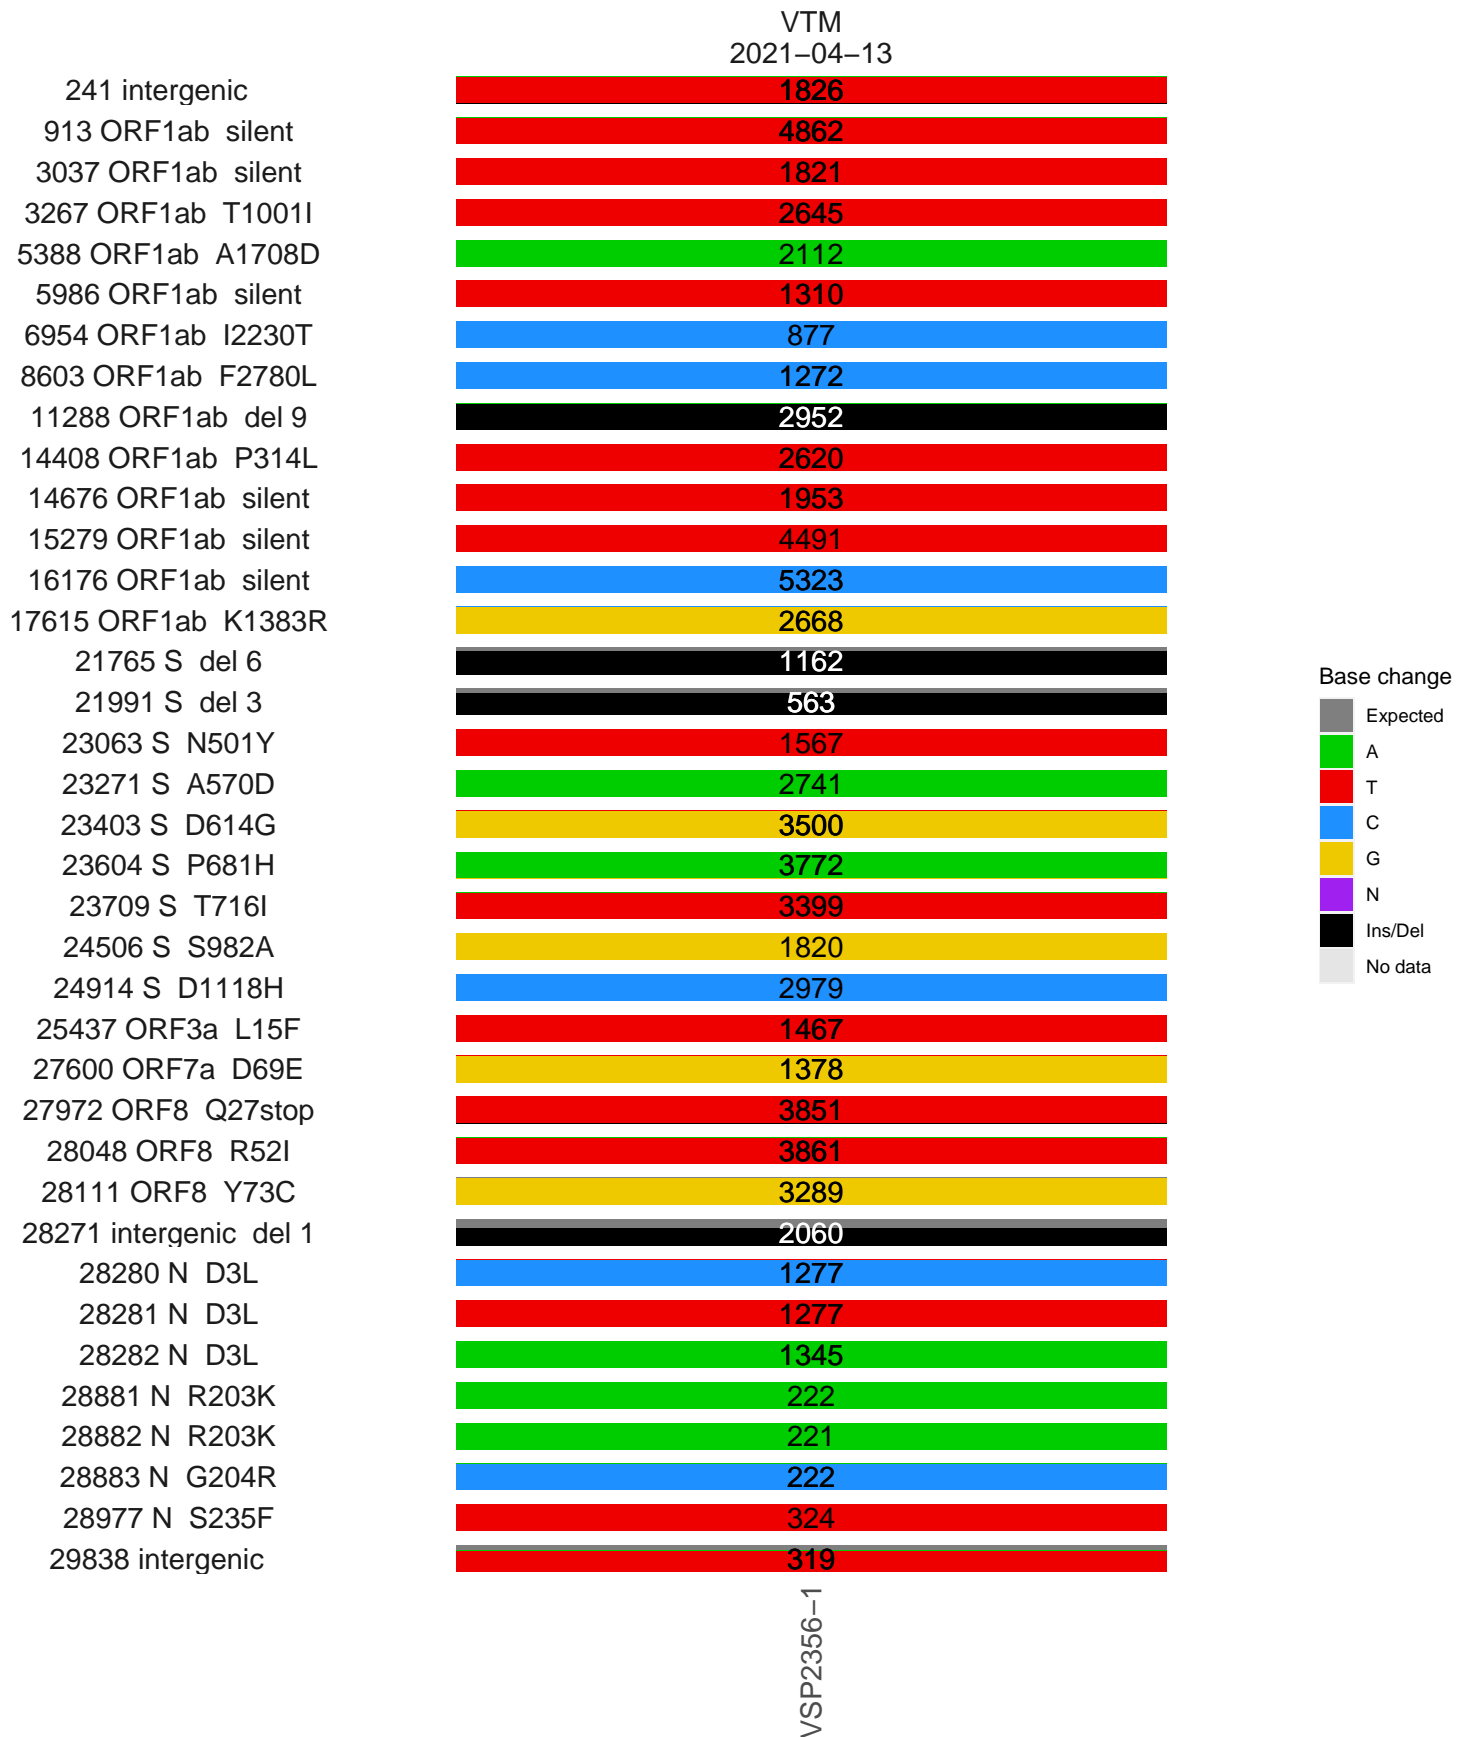 VTM
2021−04−13
241 intergenic 1826
913 ORF1ab silent 4862
3037 ORF1ab silent 1821
3267 ORF1ab T1001I 2645
5388 ORF1ab A1708D 2112
5986 ORF1ab silent 1310
6954 ORF1ab I2230T 877
8603 ORF1ab F2780L 1272
11288 ORF1ab del 9 2952
14408 ORF1ab P314L 2620
14676 ORF1ab silent 1953
15279 ORF1ab silent 4491
16176 ORF1ab silent 5323
17615 ORF1ab K1383R 2668
21765 S del 6 1162
21991 S del 3 563
23063 S N501Y 1567
23271 S A570D 2741
23403 S D614G 3500
23604 S P681H 3772
23709 S T716I 3399
24506 S S982A 1820
24914 S D1118H 2979
25437 ORF3a L15F 1467
27600 ORF7a D69E 1378
27972 ORF8 Q27stop 3851
28048 ORF8 R52I 3861
28111 ORF8 Y73C 3289
28271 intergenic del 1 2060
28280 N D3L 1277
28281 N D3L 1277
28282 N D3L 1345
28881 N R203K 222
28882 N R203K 221
28883 N G204R 222
28977 N S235F 324
29838 intergenic 319
VSP2356−1
Base change
Expected
A
T
C
G
N
Ins/Del
No data